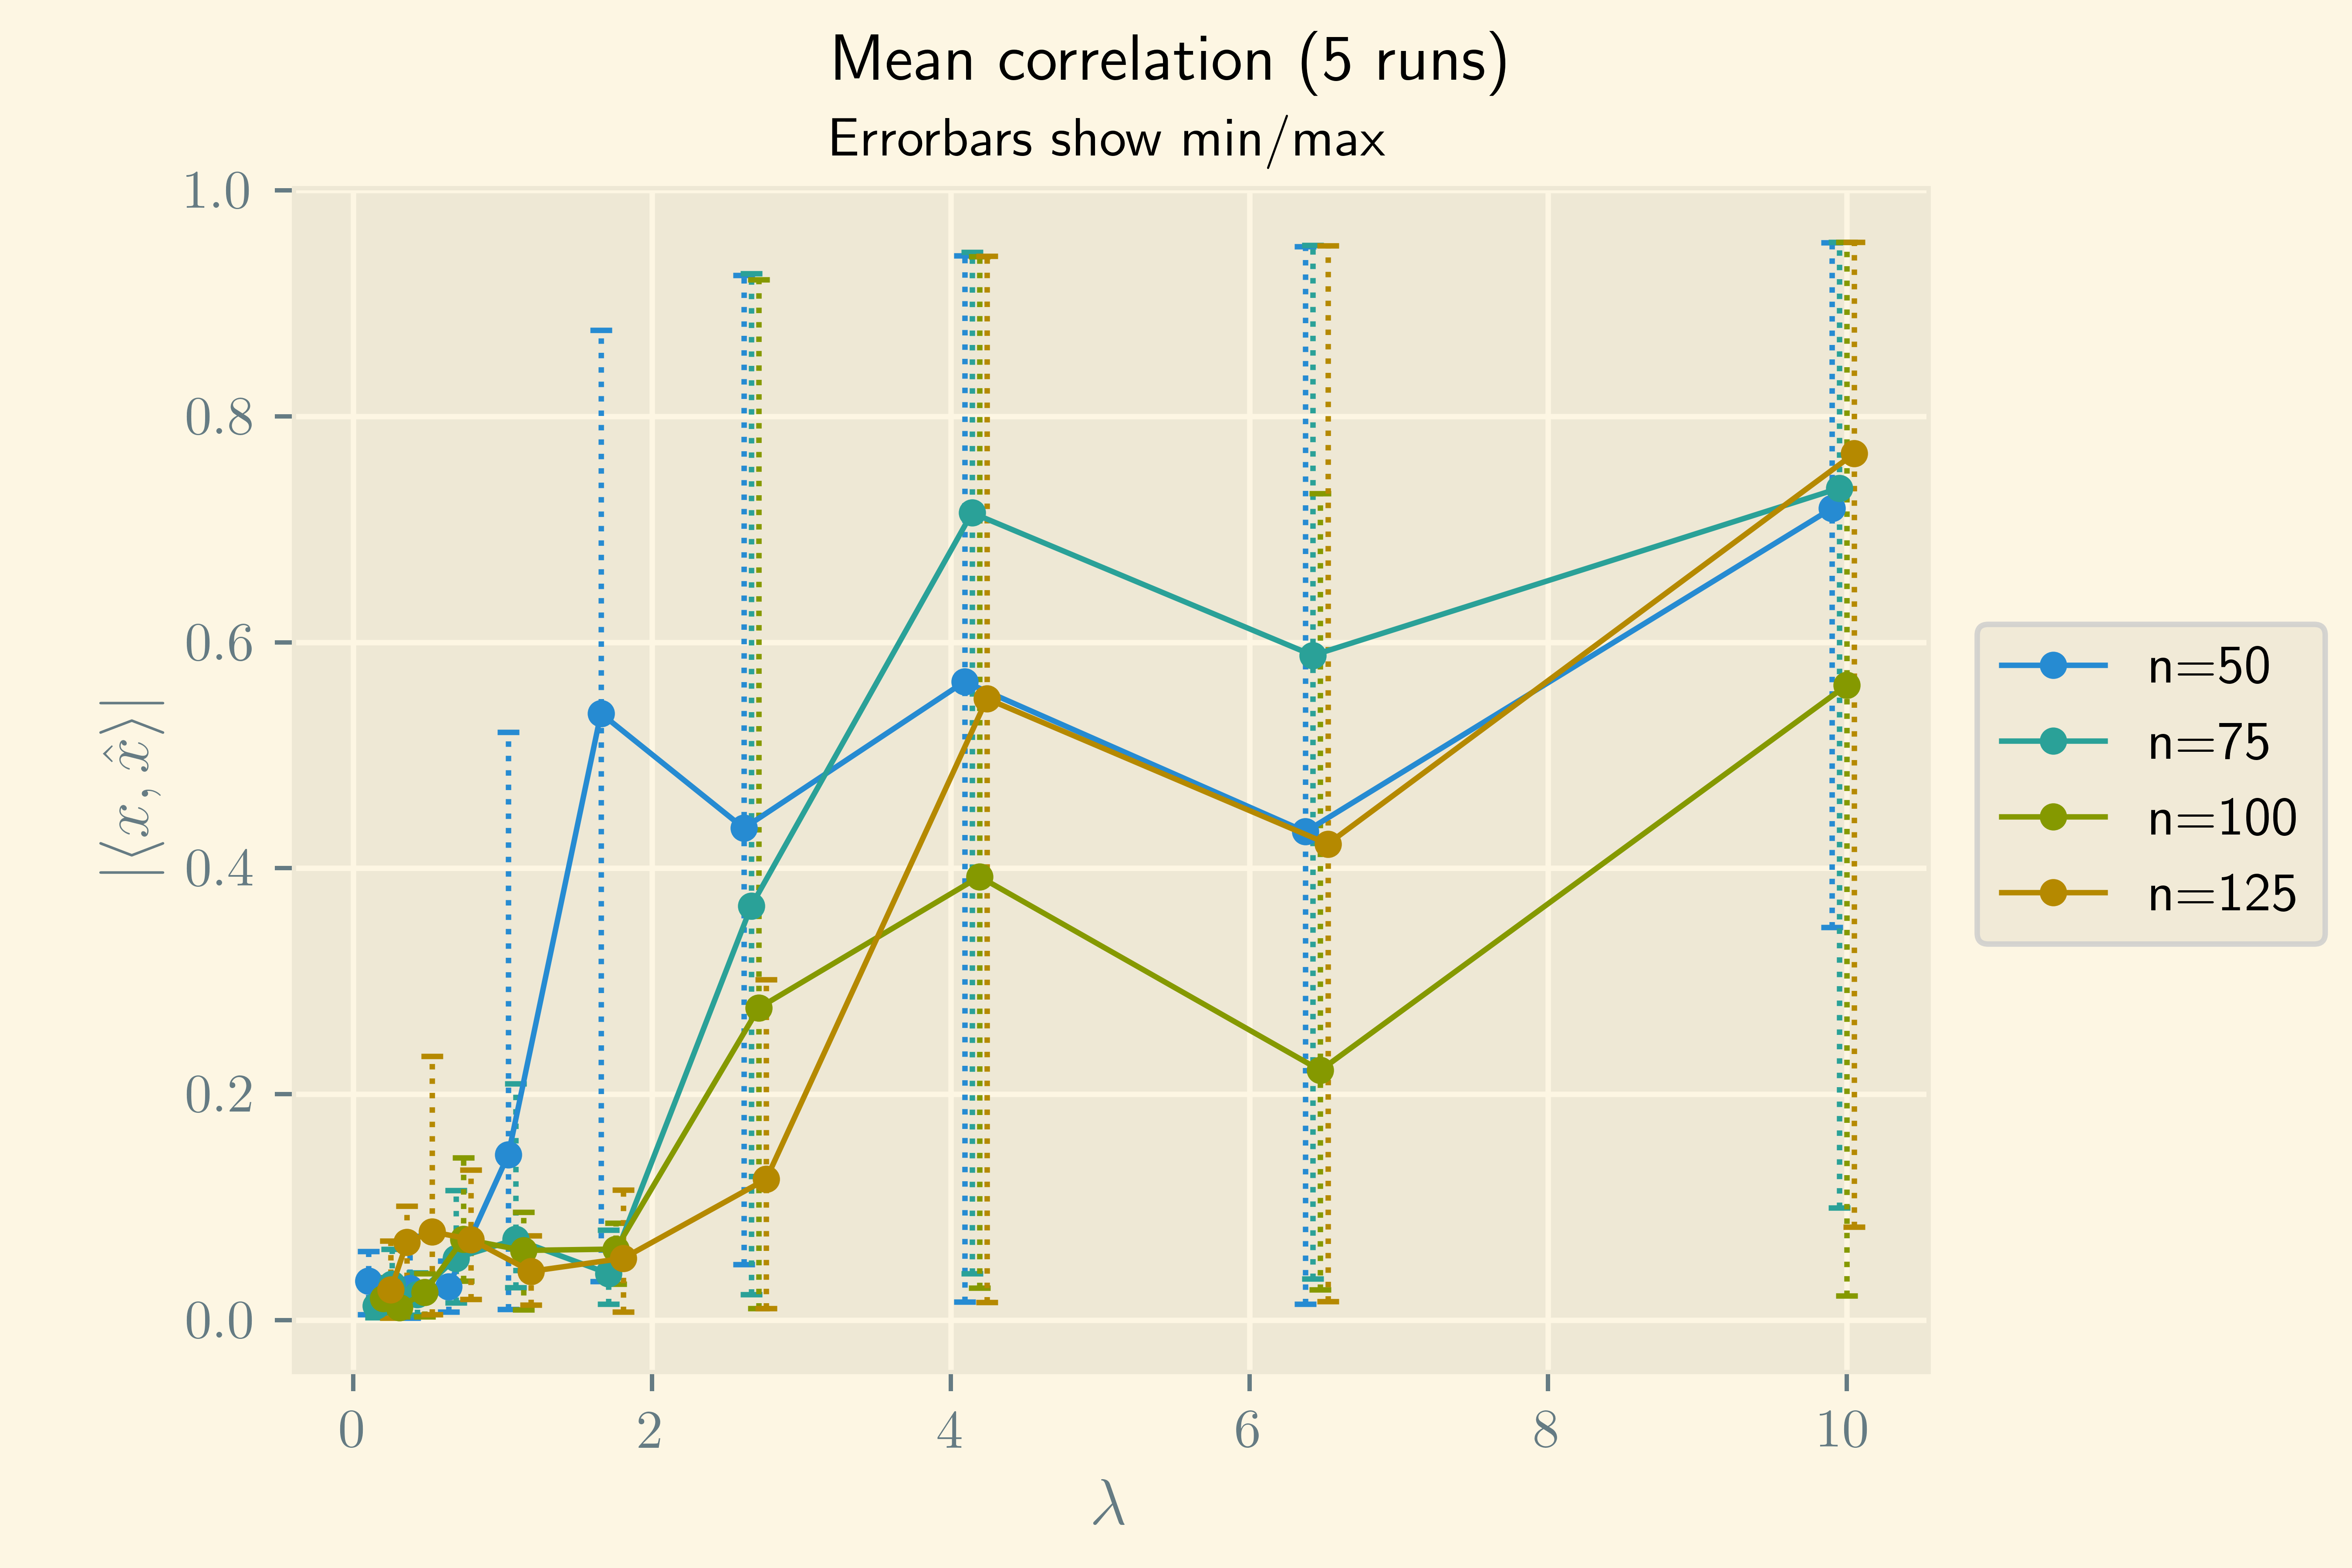 Mean correlation (5 runs)
Errorbars show min/max
1.0
0.8
0.6
0.4
0.2
0.0
|⟨x, x̂⟩|
0 2 4 6 8 10
λ
n=50
n=75
n=100
n=125